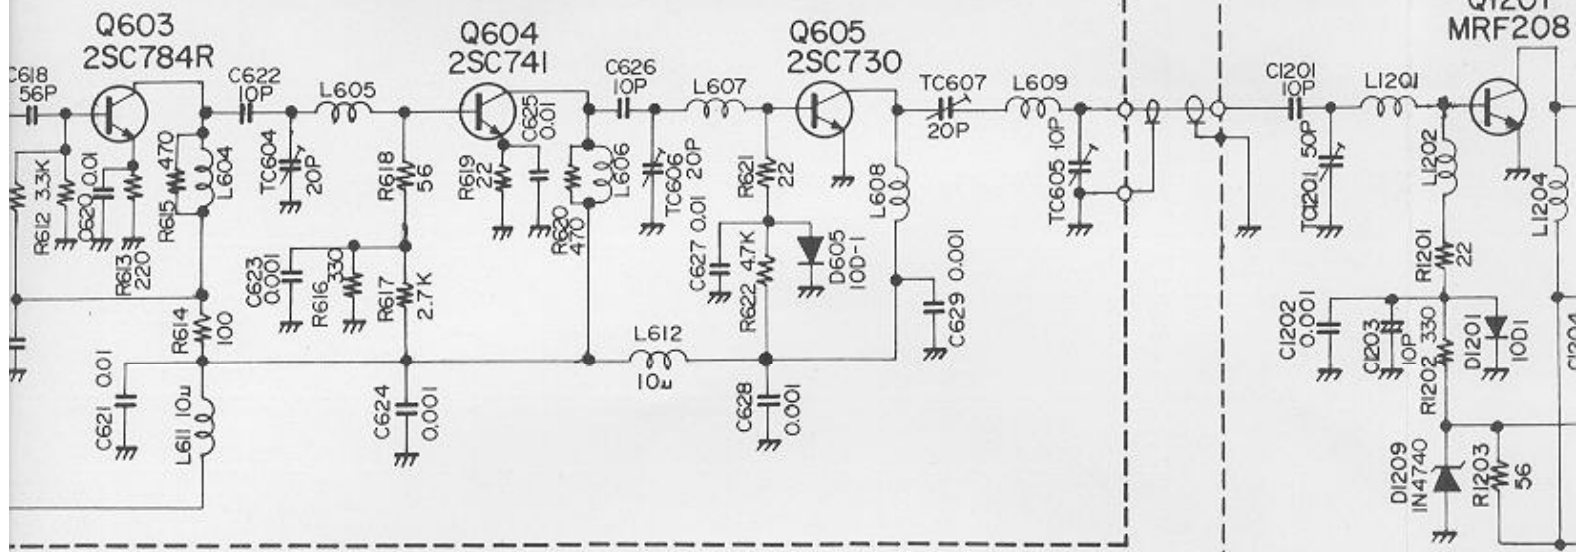 Q603
2SC784R
Q604
2SC741
Q605
2SC730
Q1201
MRF208
C618
56P
C622
10P
L605
C625
0.01
C626
10P
L607
TC607
20P
L609
C1201
10P
L1201
R612 3.3K
C620 0.01
R613
220
R615 470
L604
TC604
20P
R618
56
R619
22
R620
470
L606
TC606
20P
R621
22
L608
TC605 10P
TC1201 50P
L1202
L1204
R614
100
C623
0.001
R616
330
R617
2.7K
C627 0.01
R622 4.7K
D605
10D-1
C629 0.001
R1201
22
C1202
0.001
C1203
10P
R1202 330
D1201
10D1
C1204
L612
10μ
C621 0.01
L611 10μ
C624
0.001
C628
0.001
D1209
1N4740
R1203
56